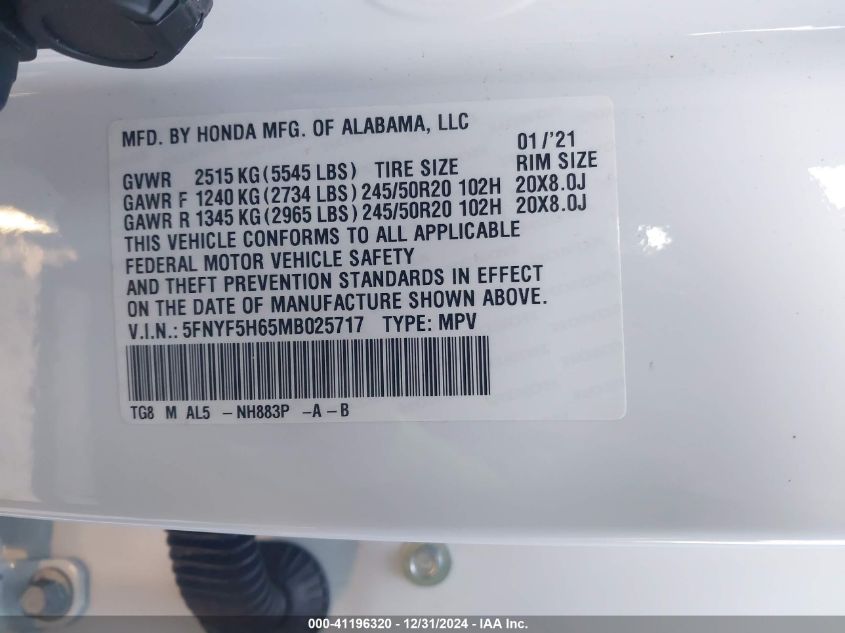 MFD. BY HONDA MFG. OF ALABAMA, LLC
01/'21
GVWR 2515 KG (5545 LBS) TIRE SIZE RIM SIZE
GAWR F 1240 KG (2734 LBS) 245/50R20 102H 20X8.0J
GAWR R 1345 KG (2965 LBS) 245/50R20 102H 20X8.0J
THIS VEHICLE CONFORMS TO ALL APPLICABLE
FEDERAL MOTOR VEHICLE SAFETY
AND THEFT PREVENTION STANDARDS IN EFFECT
ON THE DATE OF MANUFACTURE SHOWN ABOVE.
V.I.N.: 5FNYF5H65MB025717 TYPE: MPV
TG8 M AL5 -NH883P -A-B
000-41196320 / 12/31/2024 - IAA Inc.